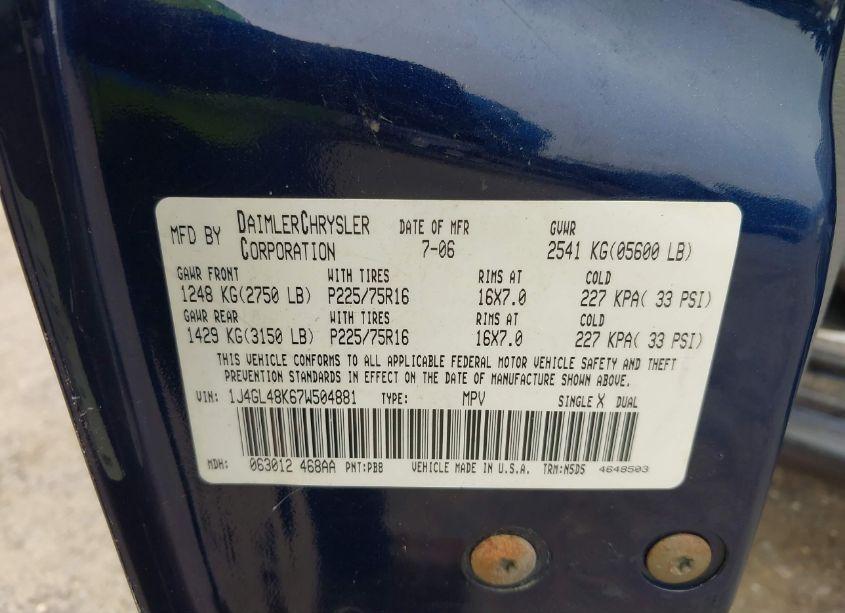 MFD BY DAIMLERCHRYSLER CORPORATION DATE OF MFR 7-06 GVWR 2541 KG(05600 LB)
GAWR FRONT WITH TIRES RIMS AT COLD
1248 KG(2750 LB) P225/75R16 16X7.0 227 KPA( 33 PSI)
GAWR REAR WITH TIRES RIMS AT COLD
1429 KG(3150 LB) P225/75R16 16X7.0 227 KPA( 33 PSI)
THIS VEHICLE CONFORMS TO ALL APPLICABLE FEDERAL MOTOR VEHICLE SAFETY AND THEFT
PREVENTION STANDARDS IN EFFECT ON THE DATE OF MANUFACTURE SHOWN ABOVE.
VIN: 1J4GL48K67W504881 TYPE: MPV SINGLE X DUAL
MDH: 063012 468AA PNT:PB8 VEHICLE MADE IN U.S.A. TRM:N5D5 4648503